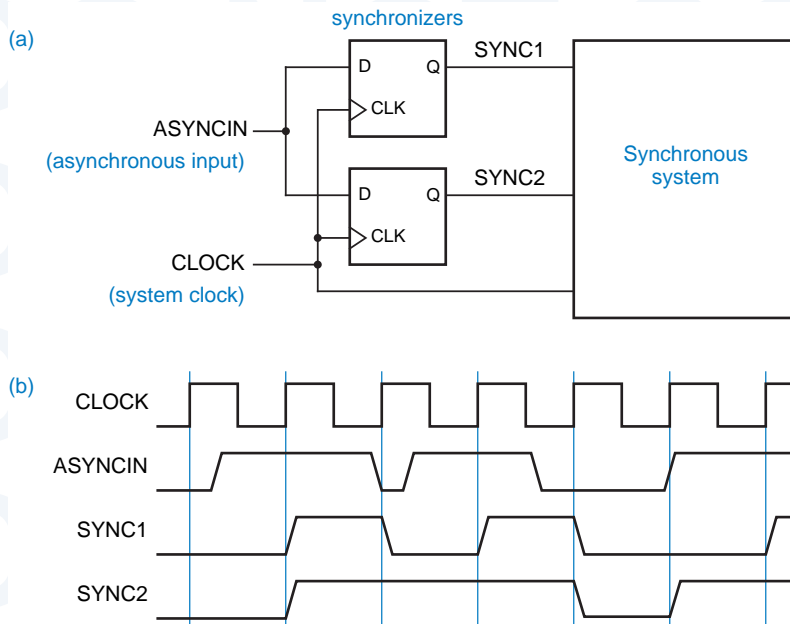 synchronizers
(a)
D
Q
CLK
SYNC1
ASYNCIN
(asynchronous input)
D
Q
CLK
SYNC2
Synchronous
system
CLOCK
(system clock)
(b)
CLOCK
ASYNCIN
SYNC1
SYNC2